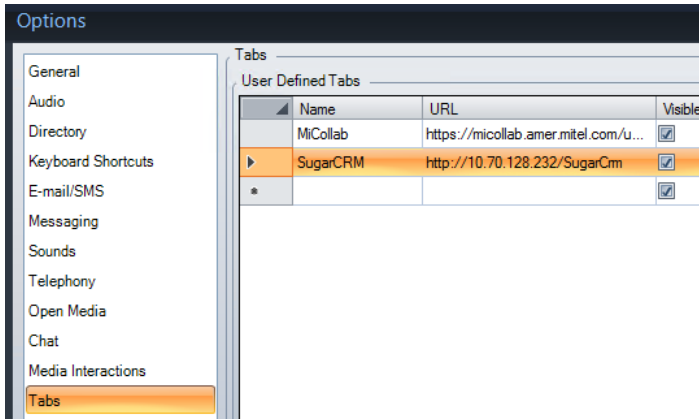 Options
General
Audio
Directory
Keyboard Shortcuts
E-mail/SMS
Messaging
Sounds
Telephony
Open Media
Chat
Media Interactions
Tabs
Tabs
User Defined Tabs
Name URL Visible
MiCollab https://micollab.amer.mitel.com/u...
SugarCRM http://10.70.128.232/SugarCrm
*